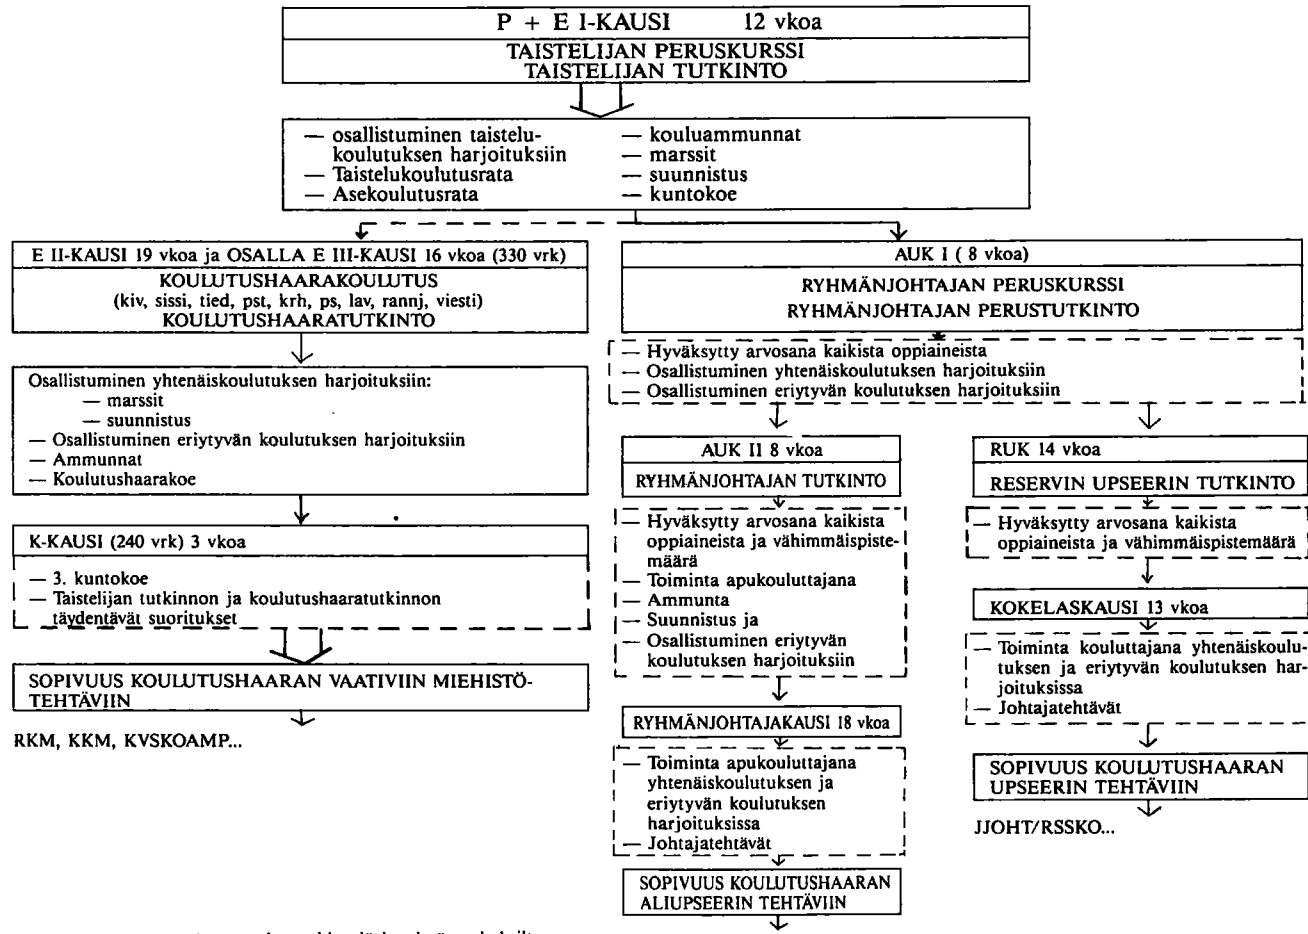 P + E I-KAUSI 12 vkoa
TAISTELIJAN PERUSKURSSI
TAISTELIJAN TUTKINTO
— osallistuminen taistelu-
koulutuksen harjoituksiin
— Taistelukoulutusrata
— Asekoulutusrata
— kouluammunnat
— marssit
— suunnistus
— kuntokoe
E II-KAUSI 19 vkoa ja OSALLA E III-KAUSI 16 vkoa (330 vrk)
KOULUTUSHAARAKOULUTUS
(kiv, sissi, tied, pst, krh, ps, lav, rannj, viesti)
KOULUTUSHAARATUTKINTO
Osallistuminen yhtenäiskoulutuksen harjoituksiin:
— marssit
— suunnistus
— Osallistuminen eriytyvän koulutuksen harjoituksiin
— Ammunnat
— Koulutushaarakoe
K-KAUSI (240 vrk) 3 vkoa
— 3. kuntokoe
— Taistelijan tutkinnon ja koulutushaaratutkinnon
täydentävät suoritukset
SOPIVUUS KOULUTUSHAARAN VAATIVIIN MIEHISTÖ-
TEHTÄVIIN
RKM, KKM, KVSKOAMP...
AUK I ( 8 vkoa)
RYHMÄNJOHTAJAN PERUSKURSSI
RYHMÄNJOHTAJAN PERUSTUTKINTO
— Hyväksytty arvosana kaikista oppiaineista
— Osallistuminen yhtenäiskoulutuksen harjoituksiin
— Osallistuminen eriytyvän koulutuksen harjoituksiin
AUK II 8 vkoa
RYHMÄNJOHTAJAN TUTKINTO
— Hyväksytty arvosana kaikista
oppiaineista ja vähimmäispiste-
määrä
— Toiminta apukouluttajana
— Ammunta
— Suunnistus ja
— Osallistuminen eriytyvän
koulutuksen harjoituksiin
RYHMÄNJOHTAJAKAUSI 18 vkoa
— Toiminta apukouluttajana
yhtenäiskoulutuksen ja
eriytyvän koulutuksen
harjoituksissa
— Johtajatehtävät
SOPIVUUS KOULUTUSHAARAN
ALIUPSEERIN TEHTÄVIIN
RUK 14 vkoa
RESERVIN UPSEERIN TUTKINTO
— Hyväksytty arvosana kaikista
oppiaineista ja vähimmäispistemäärä
KOKELASKAUSI 13 vkoa
— Toiminta kouluttajana yhtenäiskoulu-
tuksen ja eriytyvän koulutuksen har-
joituksissa
— Johtajatehtävät
SOPIVUUS KOULUTUSHAARAN
UPSEERIN TEHTÄVIIN
JJOHT/RSSKO...